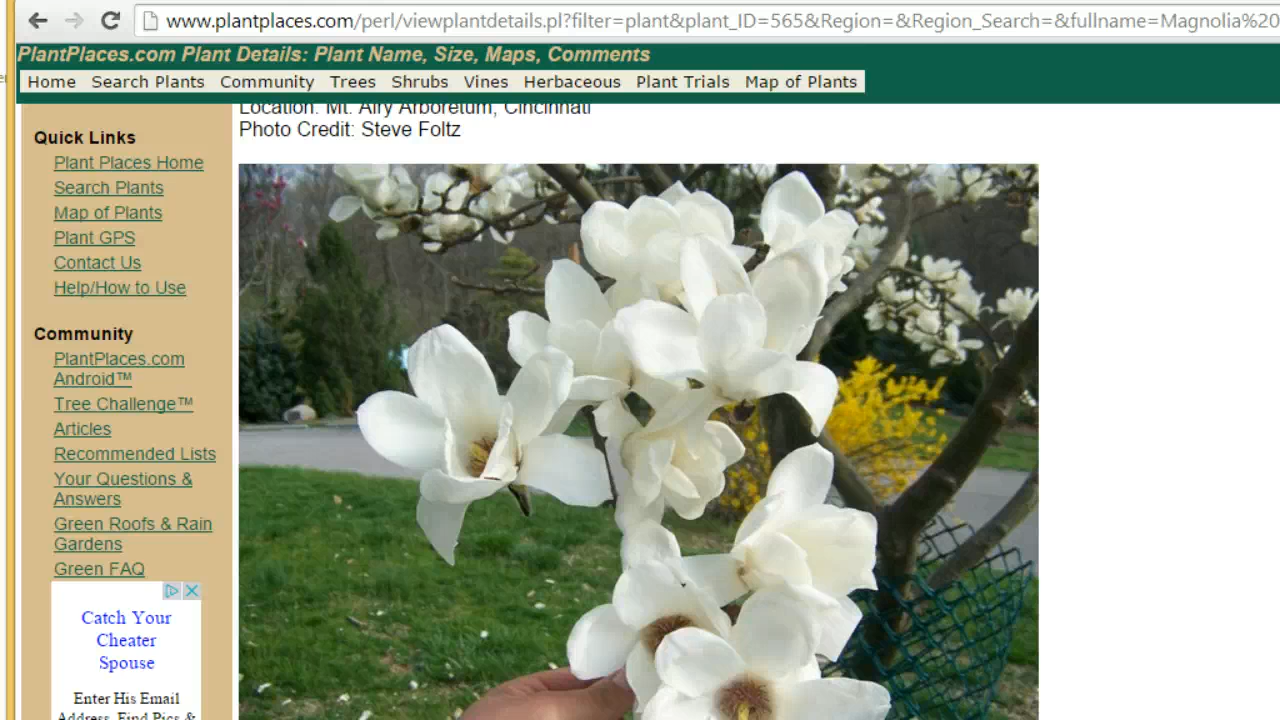 www.plantplaces.com/perl/viewplantdetails.pl?filter=plant&plant_ID=565&Region=&Region_Search=&fullname=Magnolia%20
PlantPlaces.com Plant Details: Plant Name, Size, Maps, Comments
Home Search Plants Community Trees Shrubs Vines Herbaceous Plant Trials Map of Plants
Location: Mt. Airy Arboretum, Cincinnati
Photo Credit: Steve Foltz
Quick Links
Plant Places Home
Search Plants
Map of Plants
Plant GPS
Contact Us
Help/How to Use
Community
PlantPlaces.com
Android™
Tree Challenge™
Articles
Recommended Lists
Your Questions &
Answers
Green Roofs & Rain
Gardens
Green FAQ
Catch Your
Cheater
Spouse
Enter His Email
Address, Find Pics &